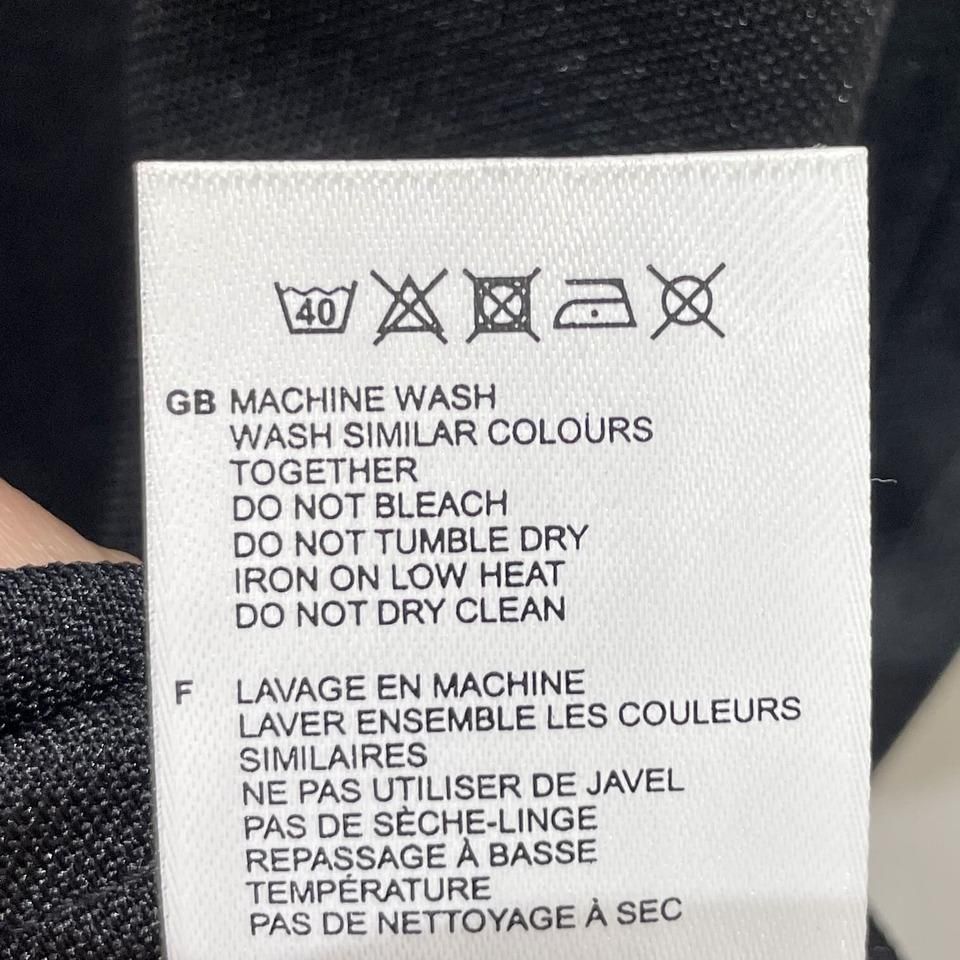 40
GB MACHINE WASH
WASH SIMILAR COLOURS
TOGETHER
DO NOT BLEACH
DO NOT TUMBLE DRY
IRON ON LOW HEAT
DO NOT DRY CLEAN
F LAVAGE EN MACHINE
LAVER ENSEMBLE LES COULEURS
SIMILAIRES
NE PAS UTILISER DE JAVEL
PAS DE SÈCHE-LINGE
REPASSAGE À BASSE
TEMPÉRATURE
PAS DE NETTOYAGE À SEC